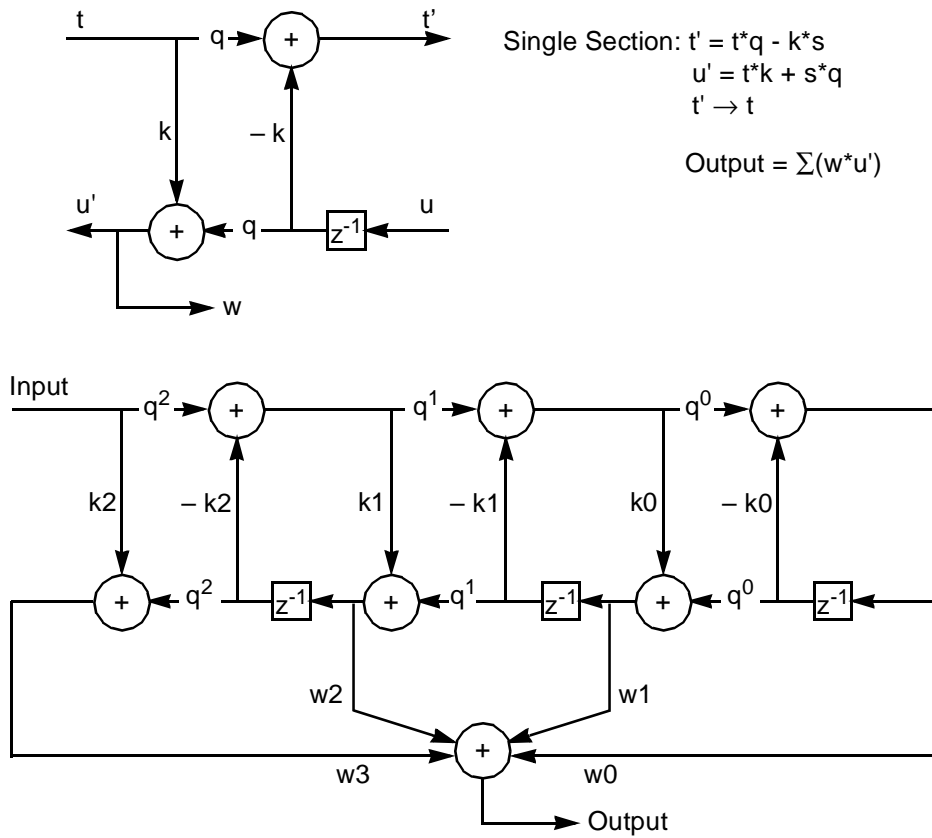 t q t’
+
Single Section: t' = t*q - k*s
u' = t*k + s*q
t' → t
k – k
Output = ∑(w*u')
u' + q z-1 u
w
Input
q2 + q1 + q0 +
k2 – k2 k1 – k1 k0 – k0
+ q2 z-1 + q1 z-1 + q0 z-1
w2 w1
+
w3 w0
Output